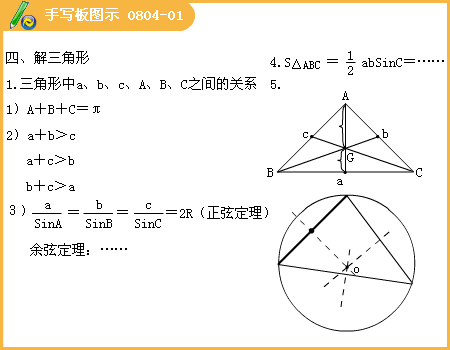 手写板图示 0804-01
四、解三角形
1.三角形中a、b、c、A、B、C之间的关系
1）A＋B＋C＝π
2）a＋b＞c
a＋c＞b
b＋c＞a
3）a/SinA＝b/SinB＝c/SinC＝2R（正弦定理）
余弦定理：……
4.S△ABC＝1/2 abSinC＝……
5.
A
c
b
G
B
a
C
o